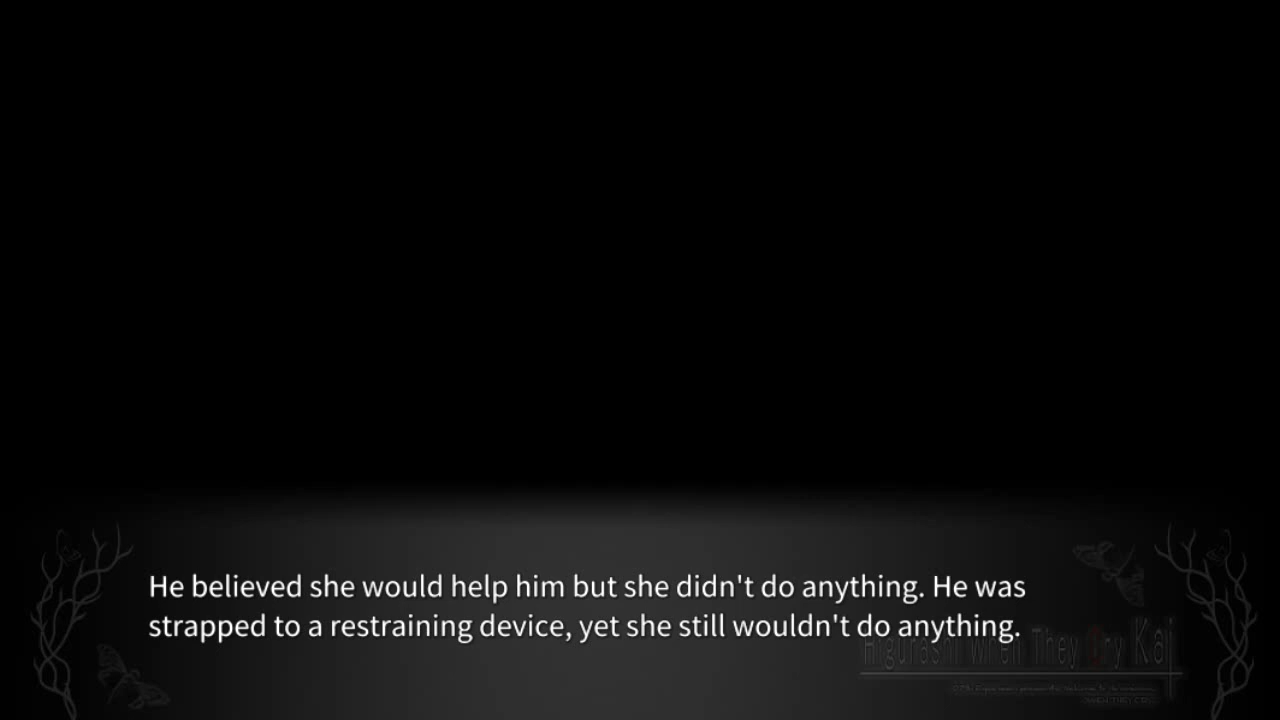 He believed she would help him but she didn't do anything. He was
strapped to a restraining device, yet she still wouldn't do anything.
Higurashi When They Cry Kai